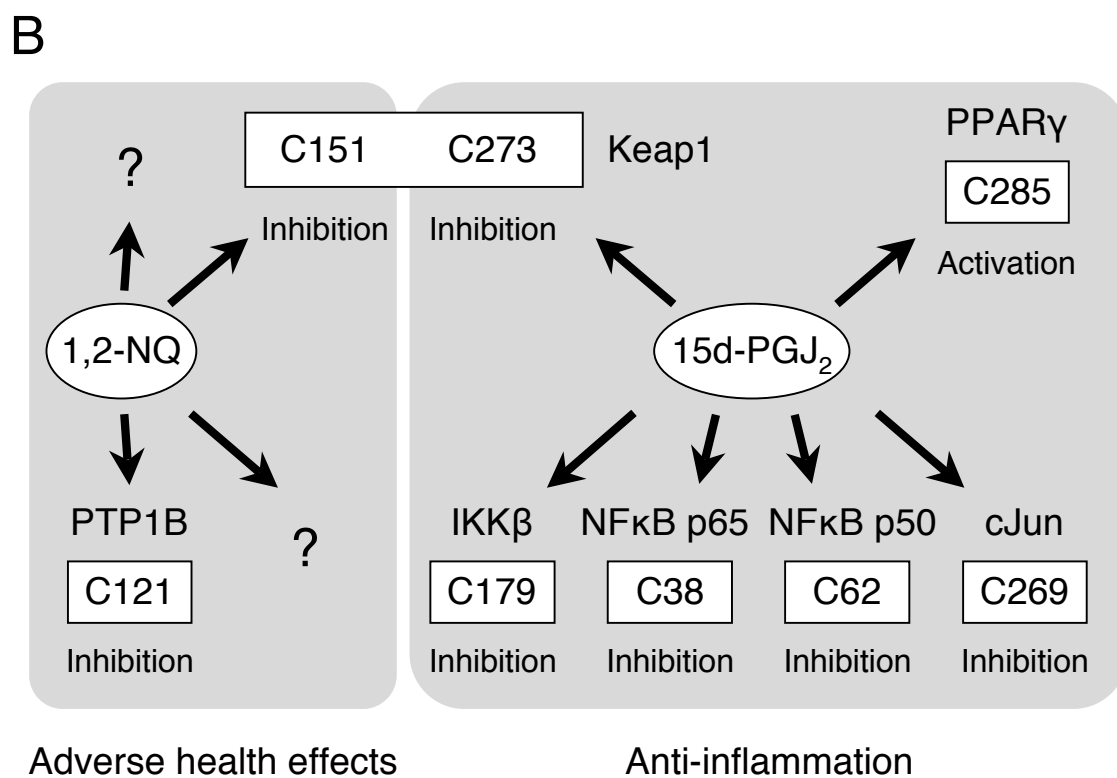 B
?
C151
C273
Keap1
PPARγ
C285
Inhibition
Inhibition
Activation
1,2-NQ
15d-PGJ2
PTP1B
C121
Inhibition
?
IKKβ
C179
Inhibition
NFκB p65
C38
Inhibition
NFκB p50
C62
Inhibition
cJun
C269
Inhibition
Adverse health effects
Anti-inflammation